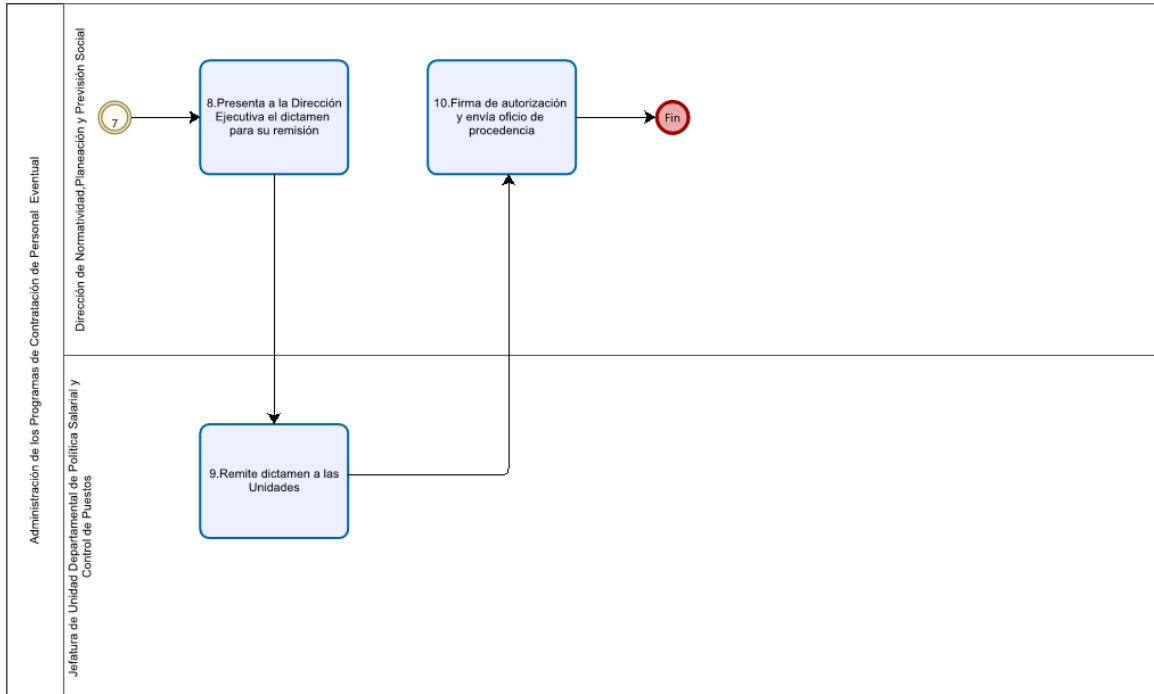 Administración de los Programas de Contratación de Personal  Eventual
Dirección de Normatividad,Planeación y Previsión Social
7
8.Presenta a la Dirección
Ejecutiva el dictamen
para su remisión
10.Firma de autorización
y envía oficio de
procedencia
Fin
Jefatura de Unidad Departamental de Política Salarial y
Control de Puestos
9.Remite dictamen a las
Unidades